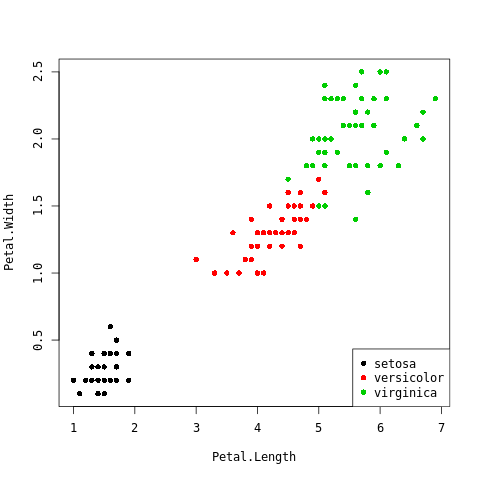 2.5
2.0
1.5
1.0
0.5
Petal.Width
setosa
versicolor
virginica
1 2 3 4 5 6 7
Petal.Length